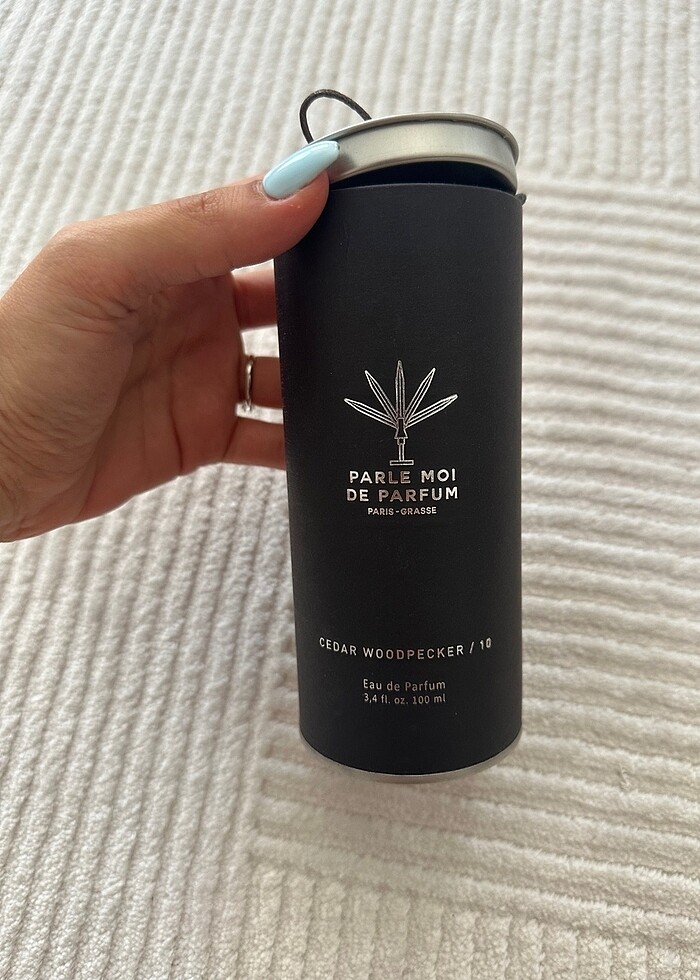 PARLE MOI
DE PARFUM
PARIS-GRASSE
CEDAR WOODPECKER / 10
Eau de Parfum
3,4 fl. oz. 100 ml